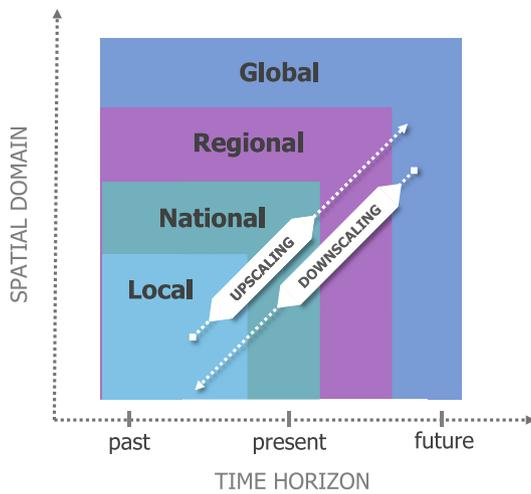 Global
Regional
National
Local
UPSCALING
DOWNSCALING
SPATIAL DOMAIN
past
present
future
TIME HORIZON